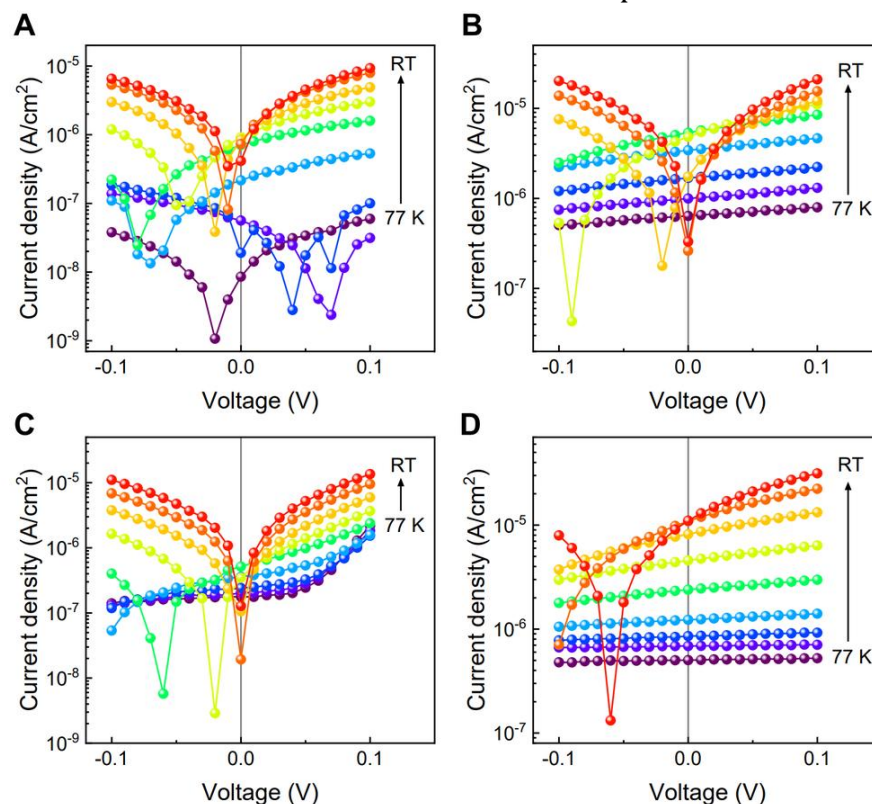 A
10⁻⁵
10⁻⁶
10⁻⁷
10⁻⁸
10⁻⁹
Current density (A/cm²)
-0.1
0.0
0.1
Voltage (V)
RT
77 K
B
10⁻⁵
10⁻⁶
10⁻⁷
Current density (A/cm²)
-0.1
0.0
0.1
Voltage (V)
RT
77 K
C
10⁻⁵
10⁻⁶
10⁻⁷
10⁻⁸
10⁻⁹
Current density (A/cm²)
-0.1
0.0
0.1
Voltage (V)
RT
77 K
D
10⁻⁵
10⁻⁶
10⁻⁷
Current density (A/cm²)
-0.1
0.0
0.1
Voltage (V)
RT
77 K